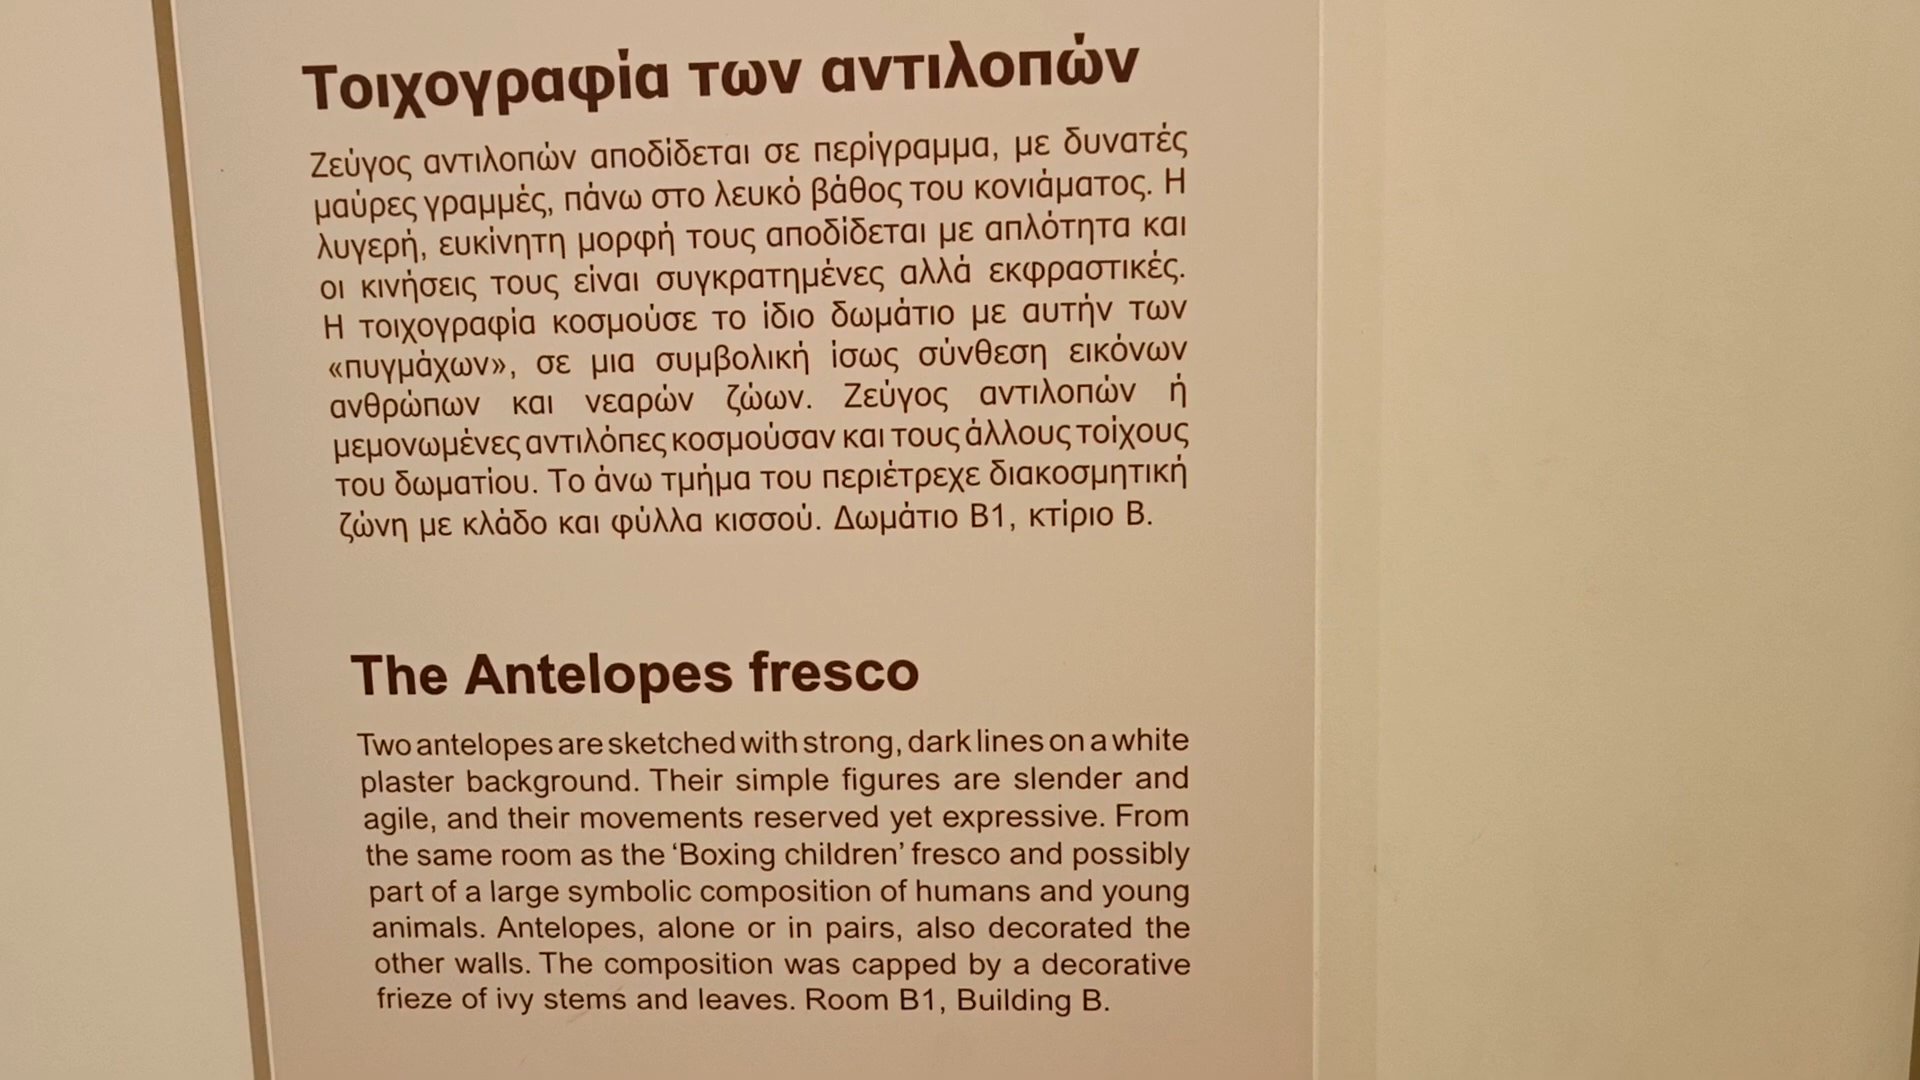 Τοιχογραφία των αντιλοπών
Ζεύγος αντιλοπών αποδίδεται σε περίγραμμα, με δυνατές
μαύρες γραμμές, πάνω στο λευκό βάθος του κονιάματος. Η
λυγερή, ευκίνητη μορφή τους αποδίδεται με απλότητα και
οι κινήσεις τους είναι συγκρατημένες αλλά εκφραστικές.
Η τοιχογραφία κοσμούσε το ίδιο δωμάτιο με αυτήν των
«πυγμάχων», σε μια συμβολική ίσως σύνθεση εικόνων
ανθρώπων και νεαρών ζώων. Ζεύγος αντιλοπών ή
μεμονωμένες αντιλόπες κοσμούσαν και τους άλλους τοίχους
του δωματίου. Το άνω τμήμα του περιέτρεχε διακοσμητική
ζώνη με κλάδο και φύλλα κισσού. Δωμάτιο Β1, κτίριο Β.
The Antelopes fresco
Two antelopes are sketched with strong, dark lines on a white
plaster background. Their simple figures are slender and
agile, and their movements reserved yet expressive. From
the same room as the ‘Boxing children’ fresco and possibly
part of a large symbolic composition of humans and young
animals. Antelopes, alone or in pairs, also decorated the
other walls. The composition was capped by a decorative
frieze of ivy stems and leaves. Room B1, Building B.